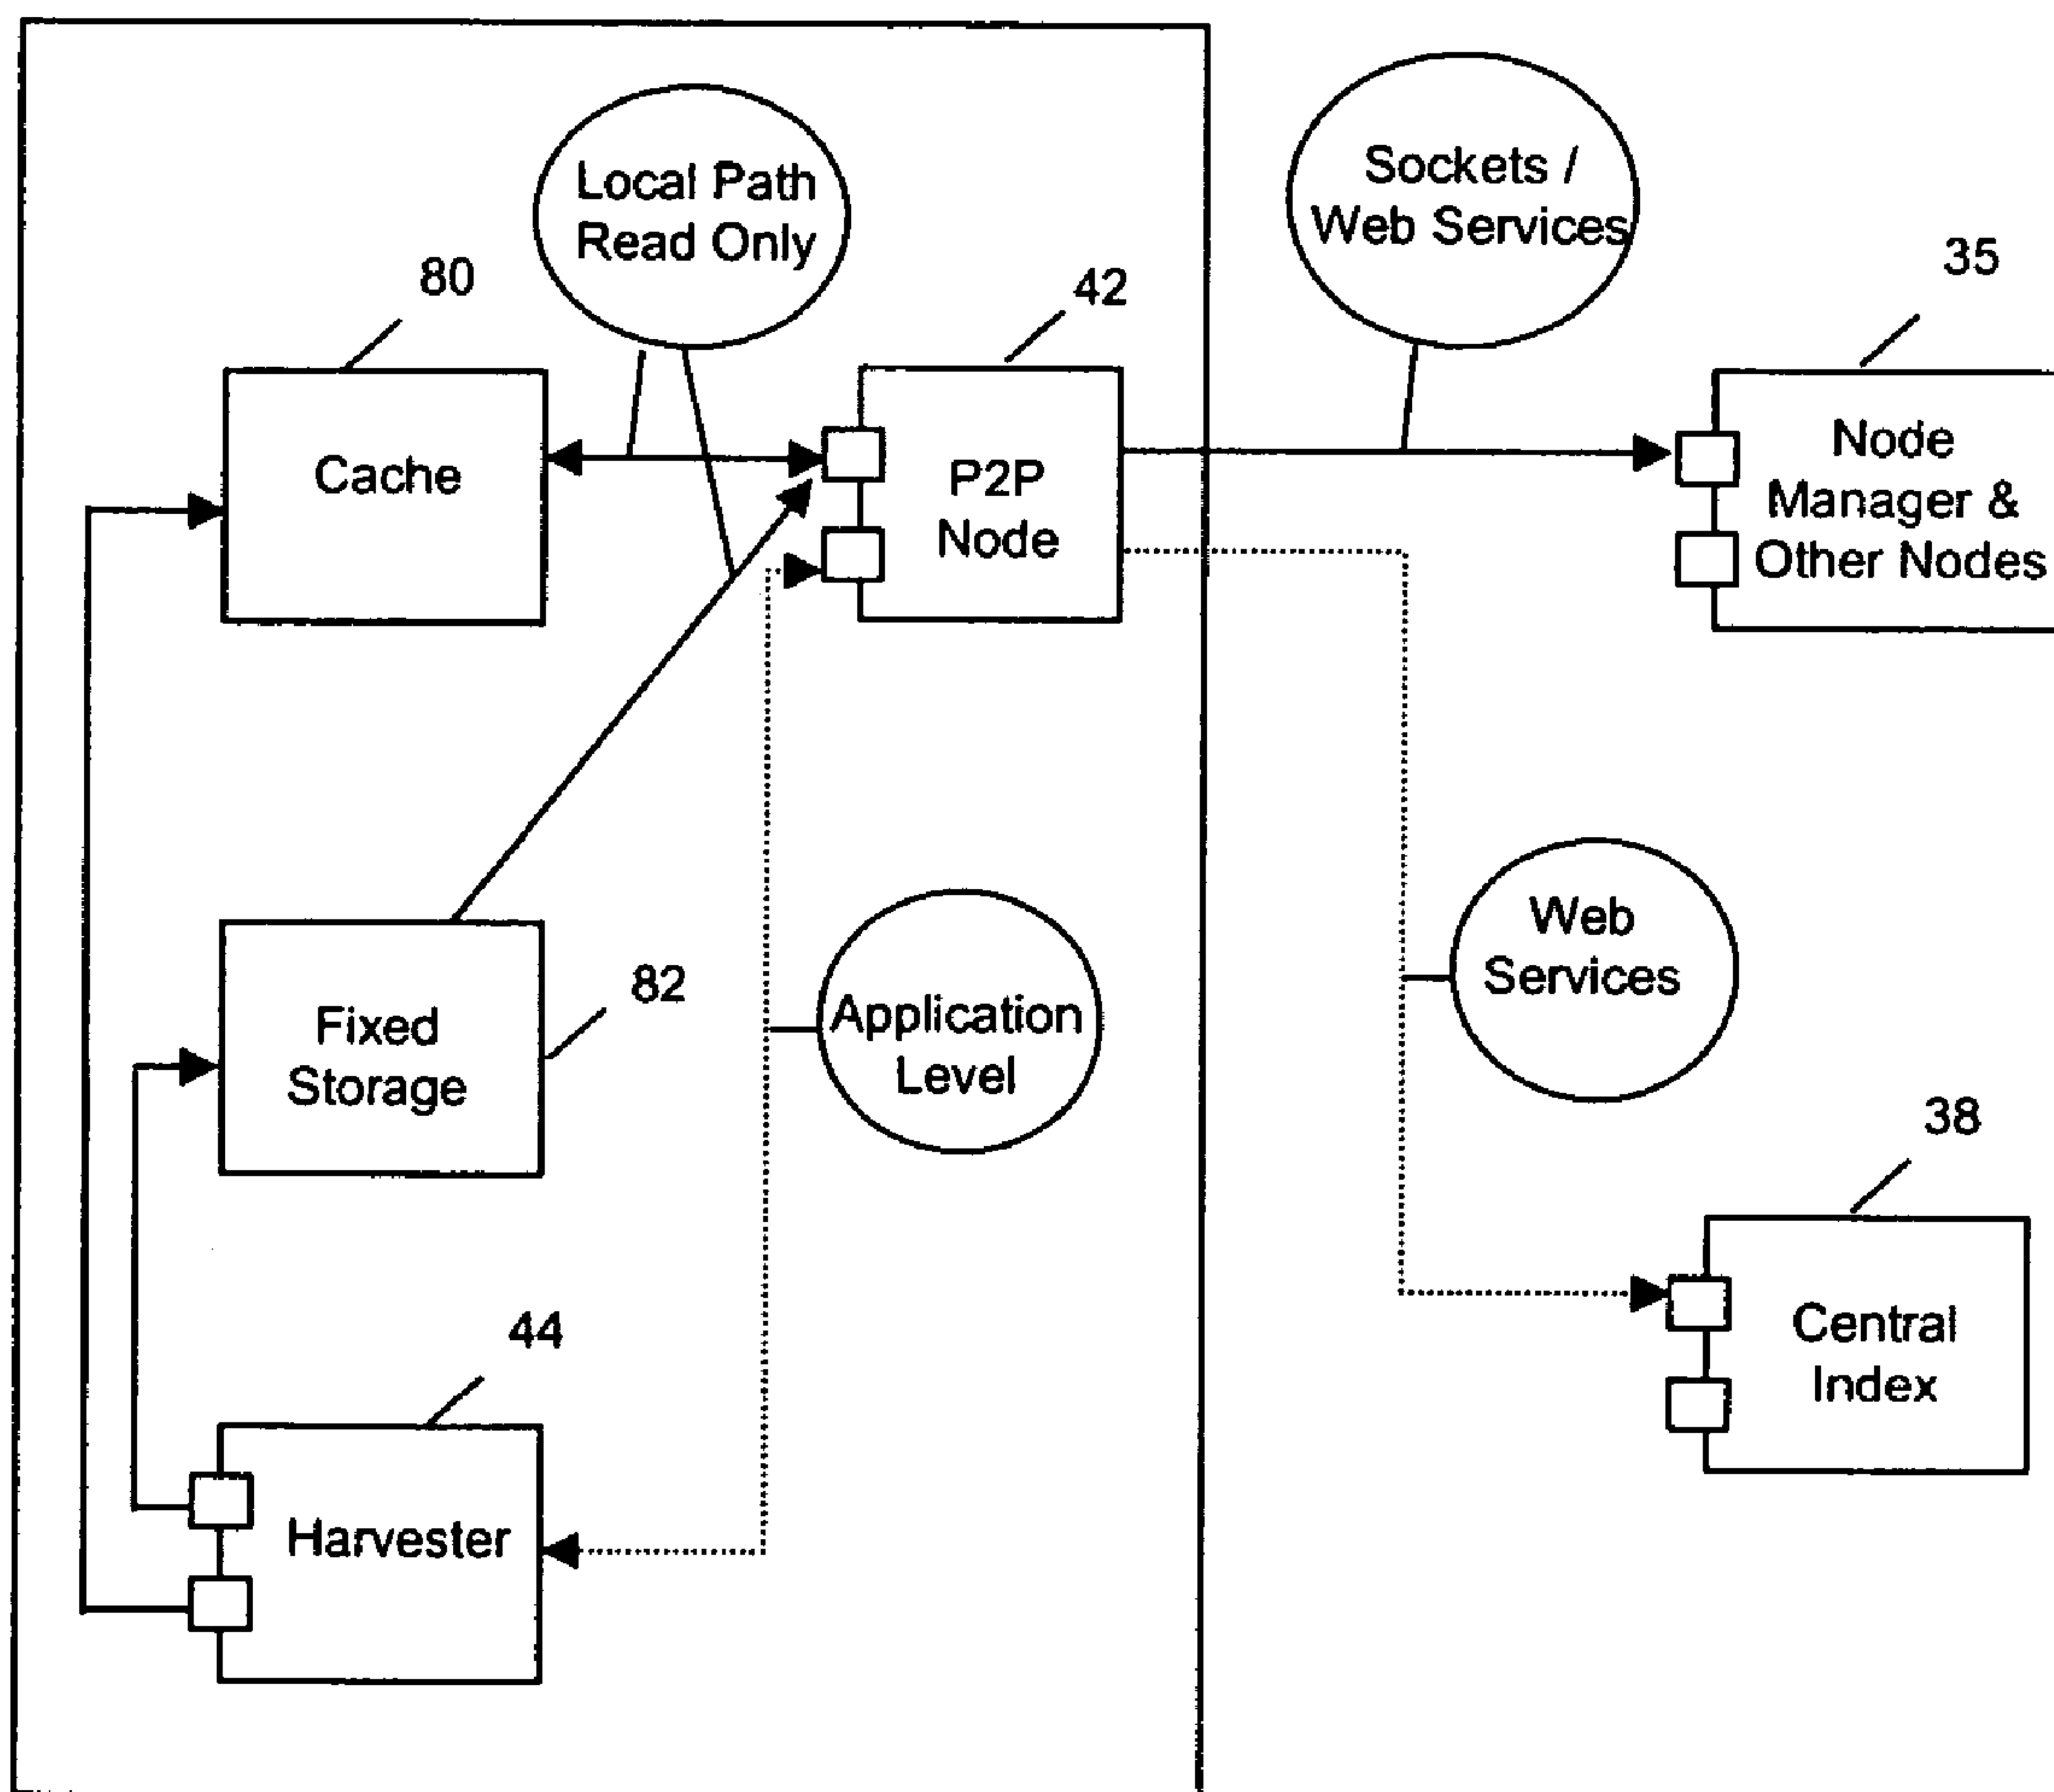 Local Path
Read Only
Sockets /
Web Services
80
42
35
Cache
P2P
Node
Node
Manager &
Other Nodes
Fixed
Storage
82
Application
Level
Web
Services
38
44
Harvester
Central
Index